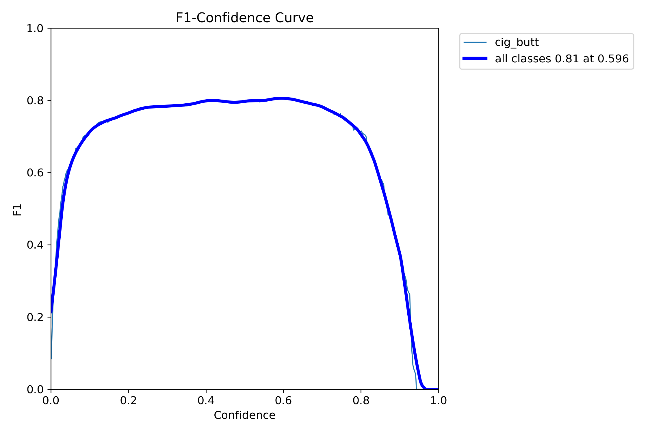 F1-Confidence Curve
cig_butt
all classes 0.81 at 0.596
1.0
0.8
0.6
0.4
0.2
0.0
F1
0.0 0.2 0.4 0.6 0.8 1.0
Confidence